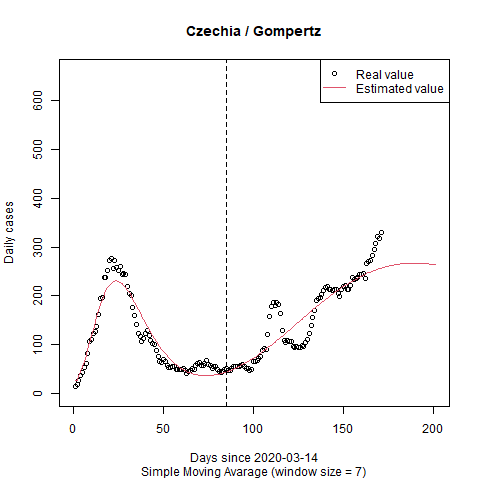 Czechia / Gompertz
Real value
Estimated value
600
500
400
300
200
100
0
Daily cases
0 50 100 150 200
Days since 2020-03-14
Simple Moving Avarage (window size = 7)